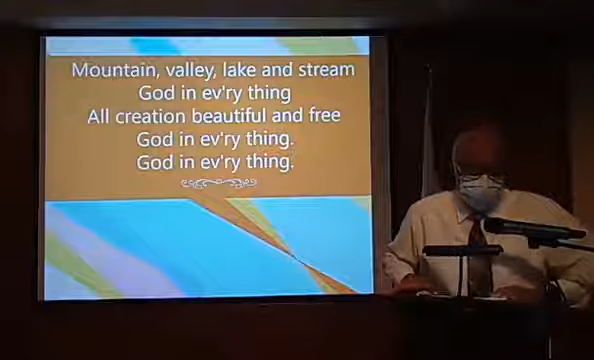 Mountain, valley, lake and stream
God in ev'ry thing
All creation beautiful and free
God in ev'ry thing.
God in ev'ry thing.